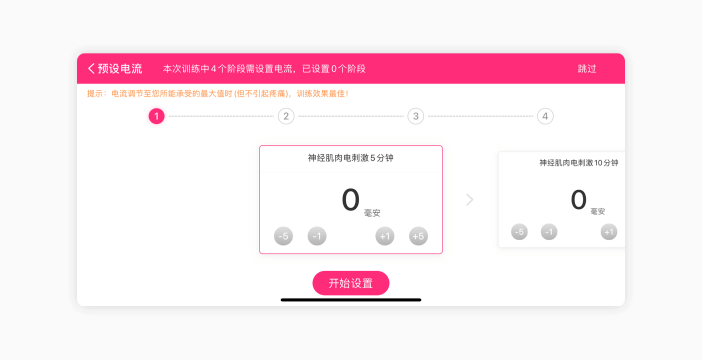 预设电流 本次训练中4个阶段需设置电流，已设置0个阶段 跳过
提示：电流调节至您所能承受的最大值时(但不引起疼痛)，训练效果最佳！
1 2 3 4
神经肌肉电刺激5分钟
0 毫安
-5 -1 +1 +5
神经肌肉电刺激10分钟
0 毫安
-5 -1 +1
开始设置